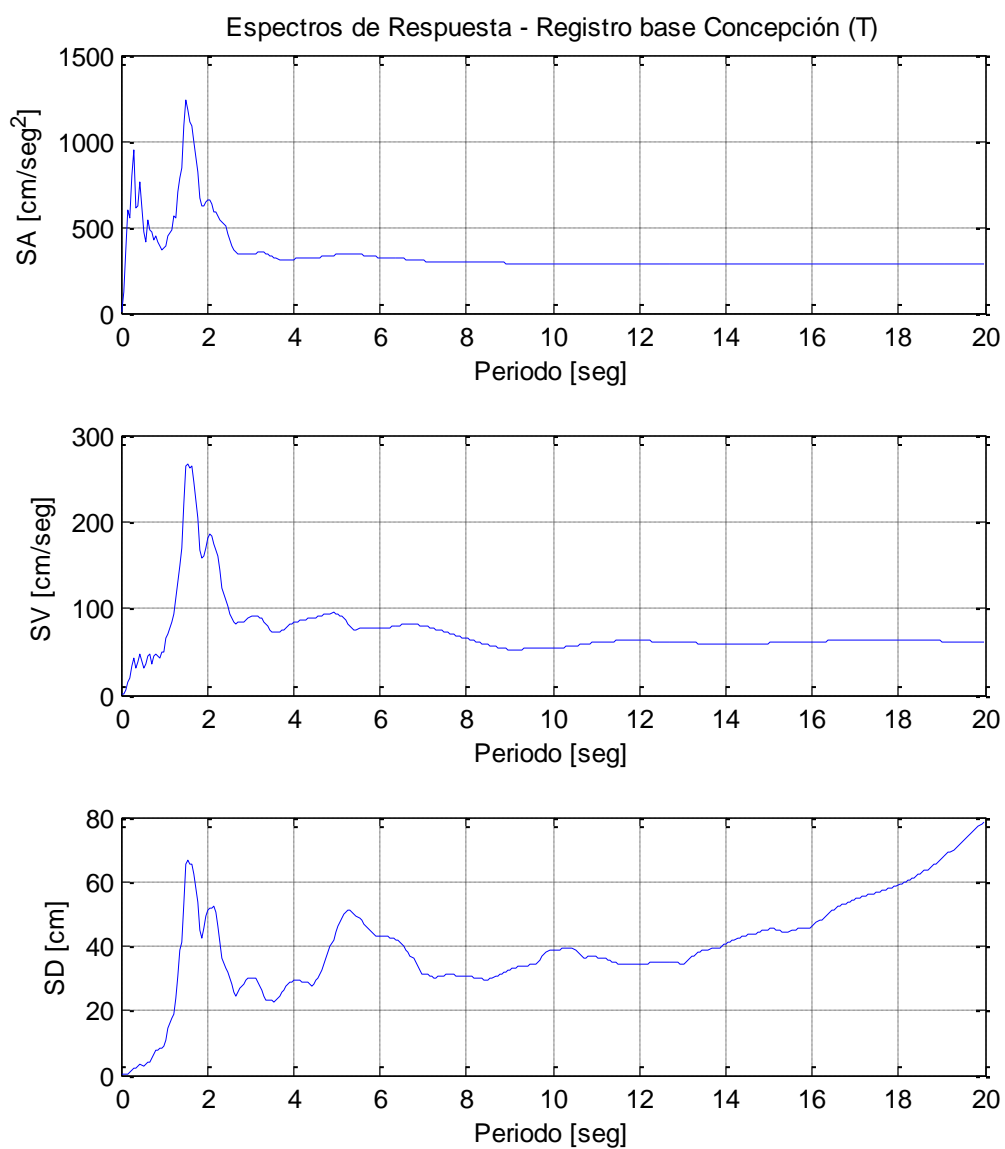 Espectros de Respuesta - Registro base Concepción (T)
1500
1000
500
0
SA [cm/seg²]
0 2 4 6 8 10 12 14 16 18 20
Periodo [seg]
300
200
100
0
SV [cm/seg]
0 2 4 6 8 10 12 14 16 18 20
Periodo [seg]
80
60
40
20
0
SD [cm]
0 2 4 6 8 10 12 14 16 18 20
Periodo [seg]